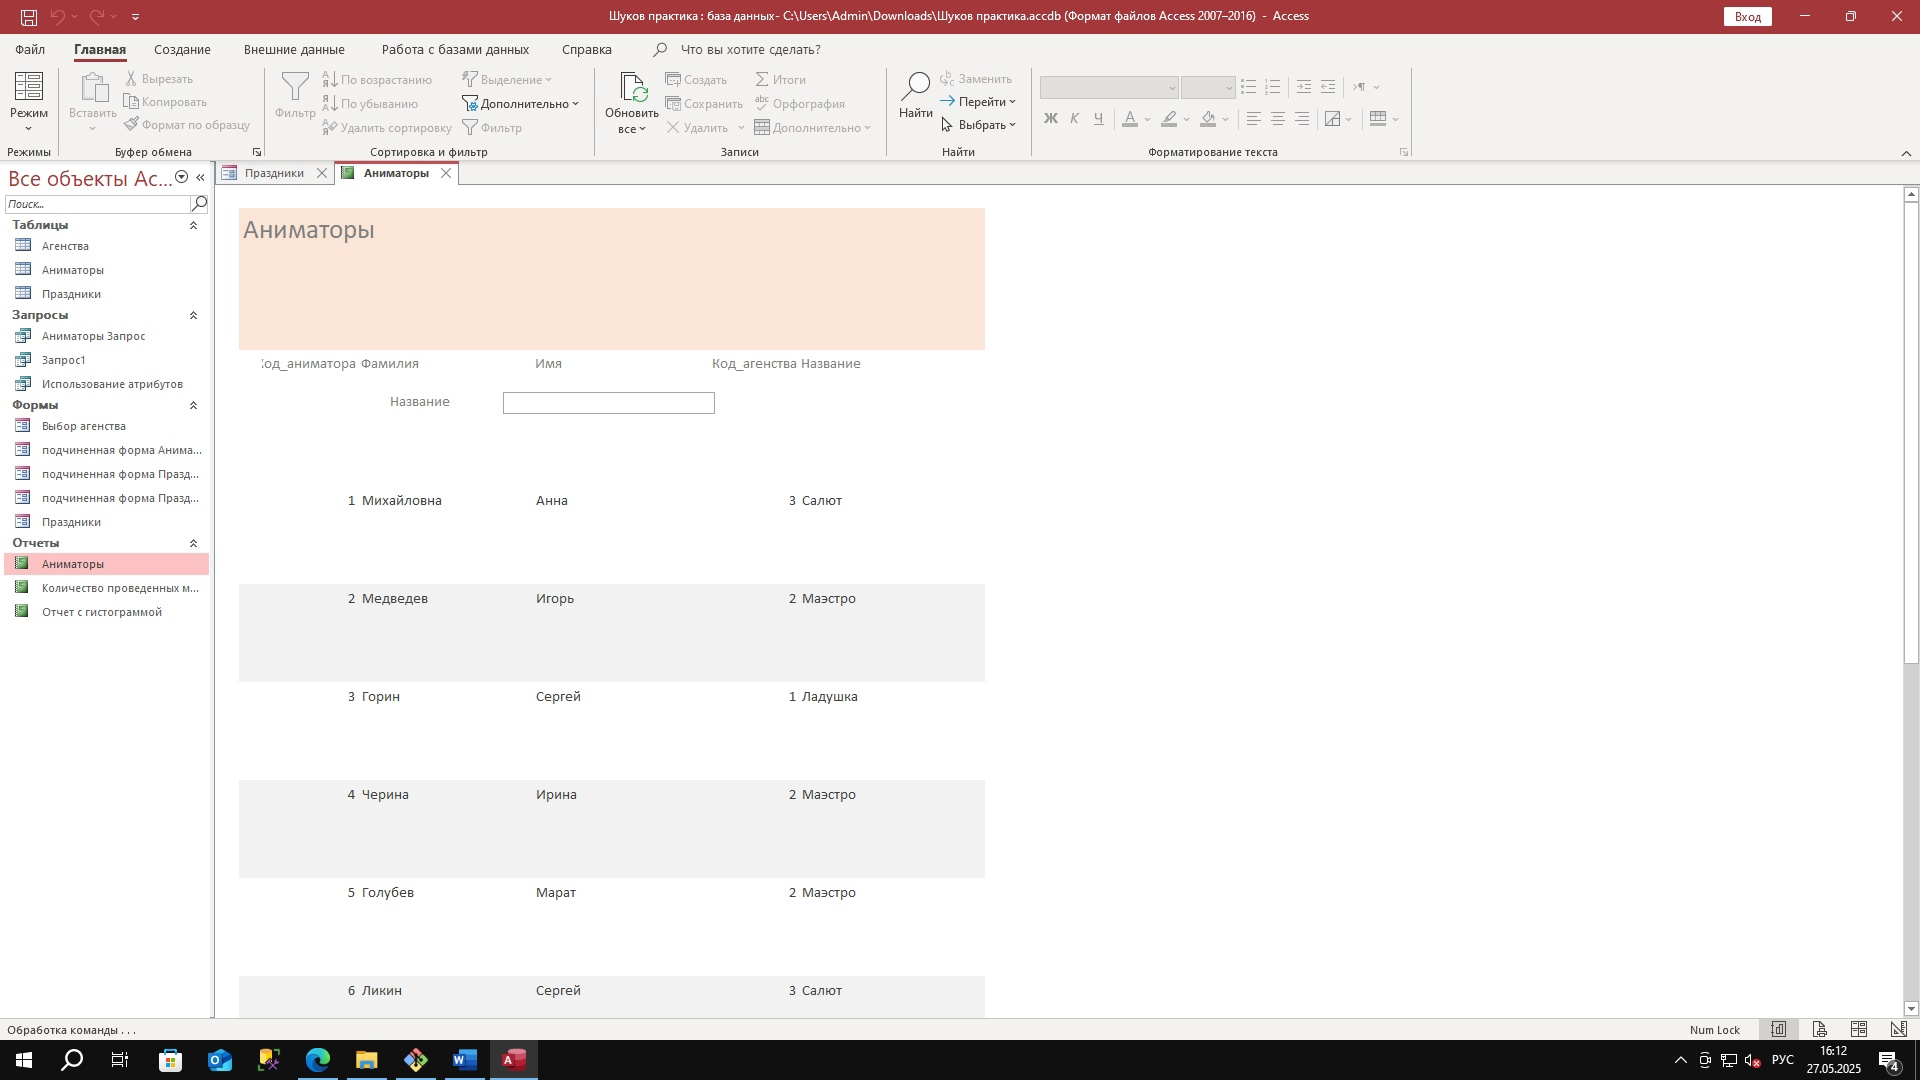 Шуков практика : база данных- C:\Users\Admin\Downloads\Шуков практика.accdb (Формат файлов Access 2007–2016) - Access
Вход
Файл
Главная
Создание
Внешние данные
Работа с базами данных
Справка
Что вы хотите сделать?
Режим
Режимы
Вставить
Вырезать
Копировать
Формат по образцу
Буфер обмена
Фильтр
По возрастанию
По убыванию
Удалить сортировку
Выделение
Дополнительно
Фильтр
Сортировка и фильтр
Обновить
все
Создать
Сохранить
Удалить
Итоги
Орфография
Дополнительно
Записи
Найти
Заменить
Перейти
Выбрать
Найти
Ж К Ч А
Форматирование текста
Все объекты Ac...
Поиск...
Таблицы
Агенства
Аниматоры
Праздники
Запросы
Аниматоры Запрос
Запрос1
Использование атрибутов
Формы
Выбор агенства
подчиненная форма Анима...
подчиненная форма Празд...
подчиненная форма Празд...
Праздники
Отчеты
Аниматоры
Количество проведенных м...
Отчет с гистограммой
Праздники
Аниматоры
Аниматоры
Код_аниматора Фамилия Имя Код_агенства Название
Название
1 Михайловна Анна 3 Салют
2 Медведев Игорь 2 Маэстро
3 Горин Сергей 1 Ладушка
4 Черина Ирина 2 Маэстро
5 Голубев Марат 2 Маэстро
6 Ликин Сергей 3 Салют
Обработка команды . . .
Num Lock
РУС
16:12
27.05.2025
4